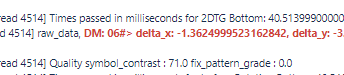 read 4514] Times passed in milliseconds for 2DTG Bottom: 40.51399900000
d 4514] raw_data, DM: 06#> delta_x: -1.3624999523162842, delta_y: -3
read 4514] Quality symbol_contrast : 71.0 fix_pattern_grade : 0.0